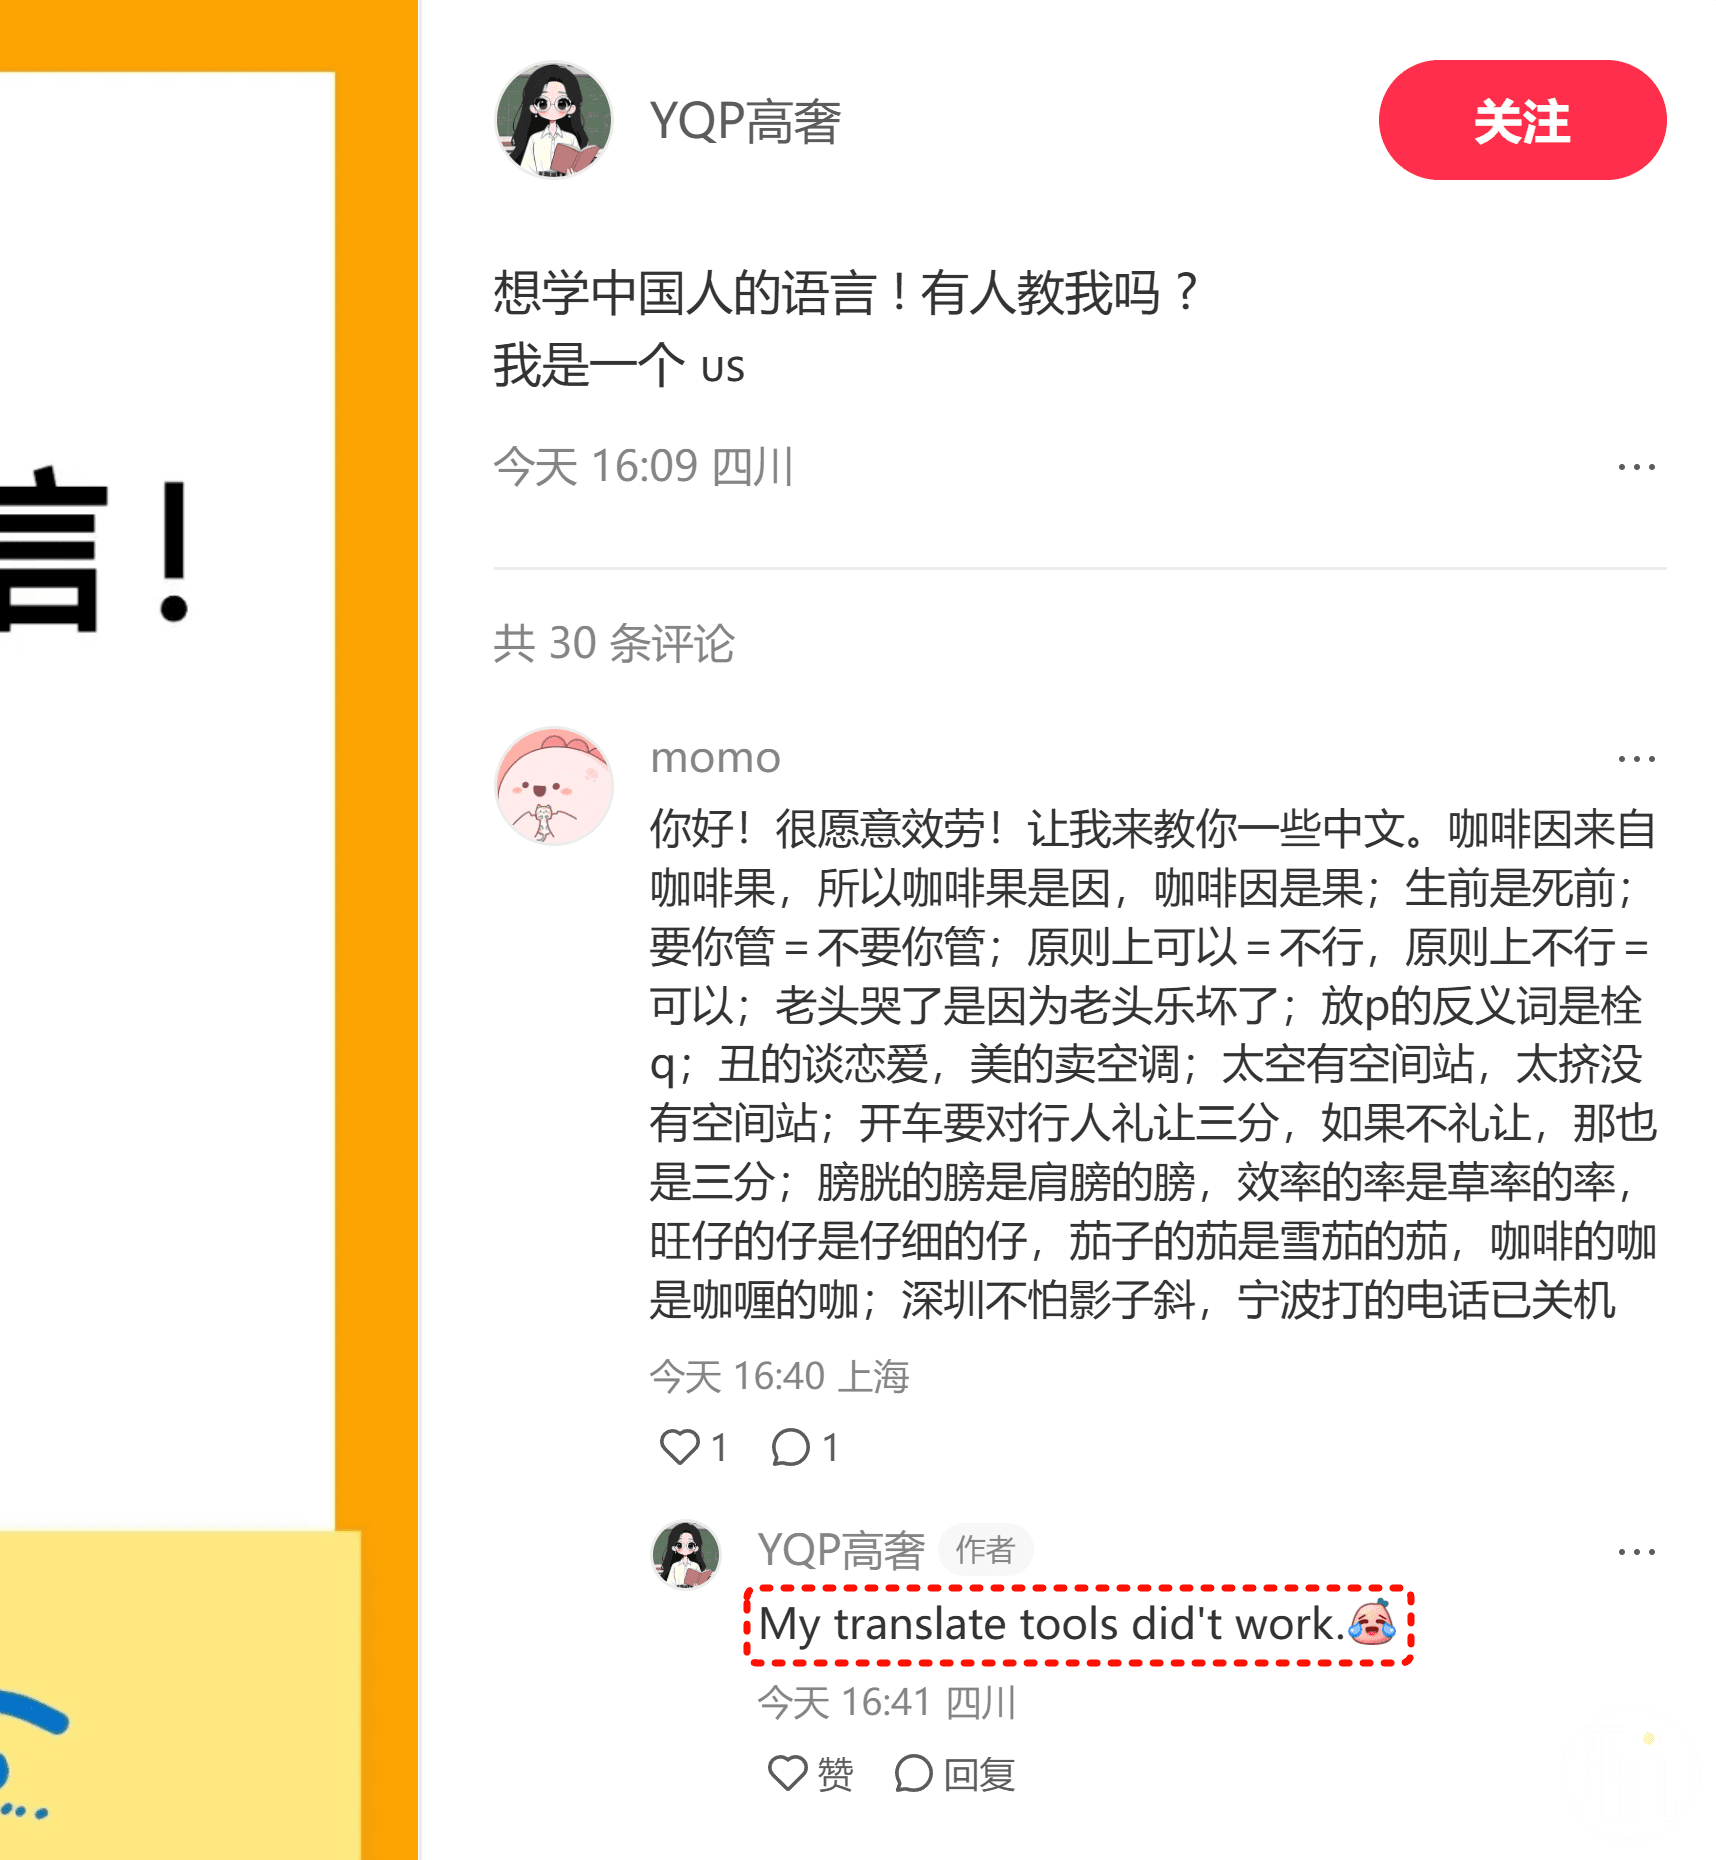 言！
YQP高奢
关注
想学中国人的语言！有人教我吗？
我是一个 us
今天 16:09 四川
共 30 条评论
momo
你好！很愿意效劳！让我来教你一些中文。咖啡因来自
咖啡果，所以咖啡果是因，咖啡因是果；生前是死前；
要你管＝不要你管；原则上可以＝不行，原则上不行＝
可以；老头哭了是因为老头乐坏了；放p的反义词是栓
q；丑的谈恋爱，美的卖空调；太空有空间站，太挤没
有空间站；开车要对行人礼让三分，如果不礼让，那也
是三分；膀胱的膀是肩膀的膀，效率的率是草率的率，
旺仔的仔是仔细的仔，茄子的茄是雪茄的茄，咖啡的咖
是咖喱的咖；深圳不怕影子斜，宁波打的电话已关机
今天 16:40 上海
1 1
YQP高奢 作者
My translate tools did't work.
今天 16:41 四川
赞 回复